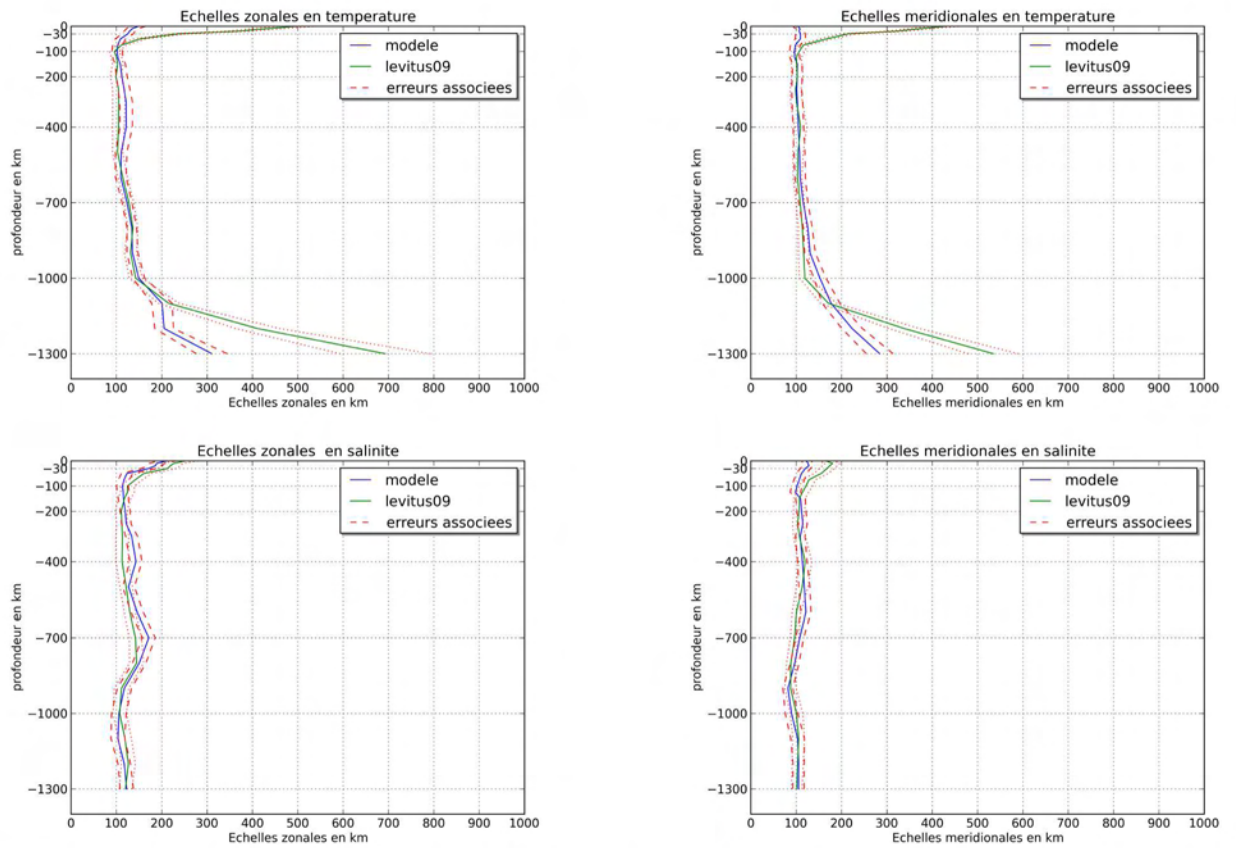 Echelles zonales en temperature
0
−30
−100
−200
−400
−700
−1000
−1300
profondeur en km
modele
levitus09
erreurs associees
0 100 200 300 400 500 600 700 800 900 1000
Echelles zonales en km
Echelles meridionales en temperature
0
−30
−100
−200
−400
−700
−1000
−1300
profondeur en km
modele
levitus09
erreurs associees
0 100 200 300 400 500 600 700 800 900 1000
Echelles meridionales en km
Echelles zonales en salinite
0
−30
−100
−200
−400
−700
−1000
−1300
profondeur en km
modele
levitus09
erreurs associees
0 100 200 300 400 500 600 700 800 900 1000
Echelles zonales en km
Echelles meridionales en salinite
0
−30
−100
−200
−400
−700
−1000
−1300
profondeur en km
modele
levitus09
erreurs associees
0 100 200 300 400 500 600 700 800 900 1000
Echelles meridionales en km